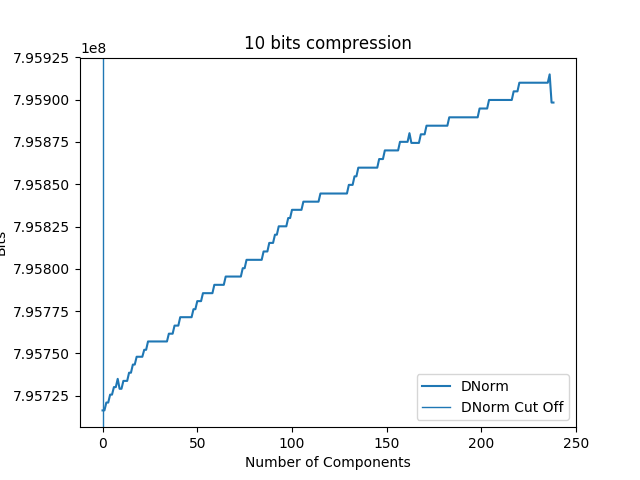 10 bits compression
1e8
7.95925
7.95900
7.95875
7.95850
7.95825
7.95800
7.95775
7.95750
7.95725
Bits
0 50 100 150 200 250
Number of Components
DNorm
DNorm Cut Off